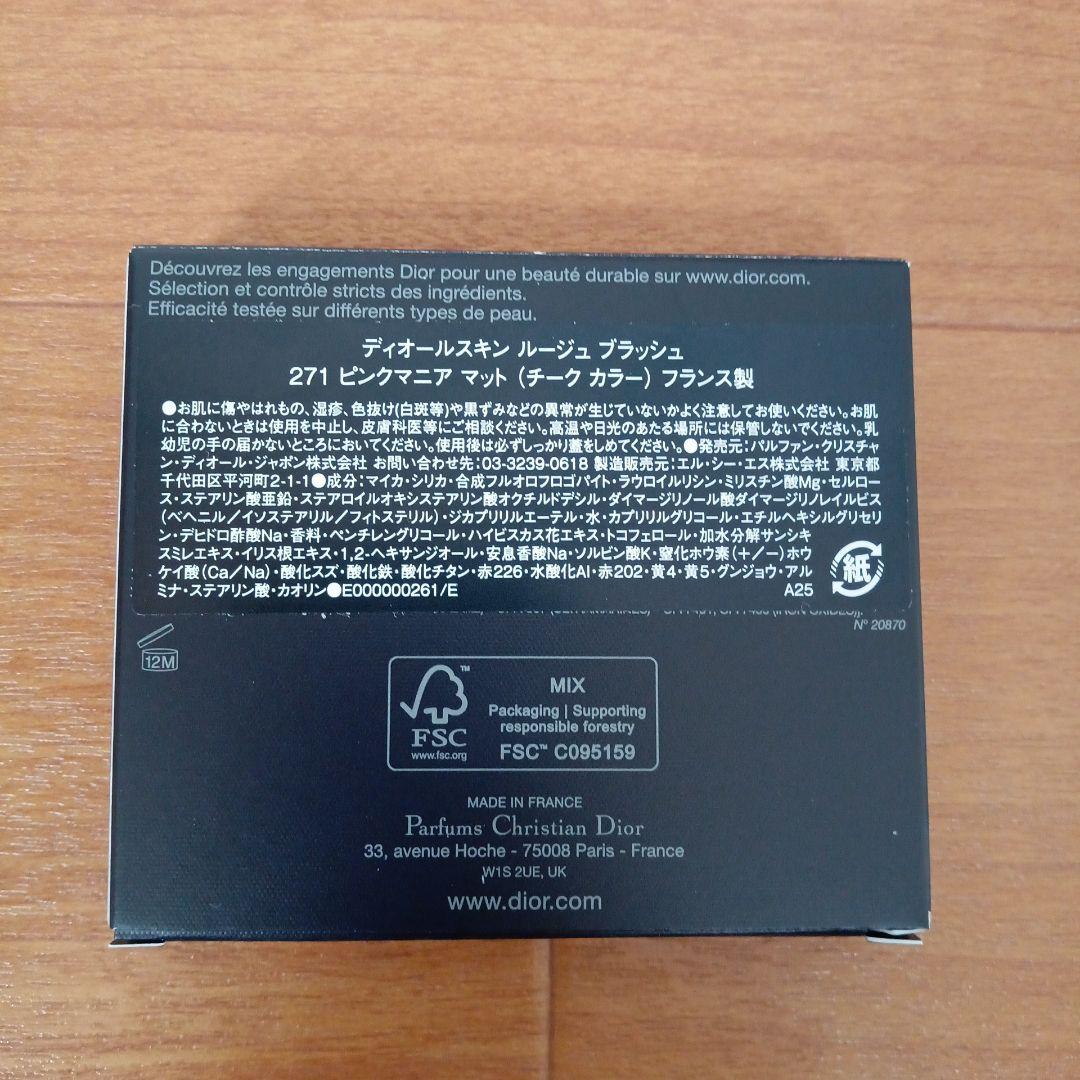 Découvrez les engagements Dior pour une beauté durable sur www.dior.com.
Sélection et contrôle stricts des ingrédients.
Efficacité testée sur différents types de peau.
ディオールスキン ルージュ ブラッシュ
271 ピンクマニア マット (チーク カラー) フランス製
●お肌に傷やはれもの、湿疹、色抜け(白斑等)や黒ずみなどの異常が生じていないかよく注意してお使いください。お肌
に合わないときは使用を中止し、皮膚科医等にご相談ください。高温や日光のあたる場所には保管しないでください。乳
幼児の手の届かないところにおいてください。使用後は必ずしっかり蓋をしめてください。●発売元:パルファン・クリスチャ
ン・ディオール・ジャポン株式会社 お問い合わせ先:03-3239-0618 製造販売元:エル・シー・エス株式会社 東京都
千代田区平河町2-1-1●成分:マイカ・シリカ・合成フルオロフロゴパイト・ラウロイルリシン・ミリスチン酸Mg・セルロー
ス・ステアリン酸亜鉛・ステアロイルオキシステアリン酸オクチルドデシル・ダイマージリノール酸ダイマージリノレイルビス
(ベヘニル/イソステアリル/フィトステリル)・ジカプリリルエーテル・水・カプリリルグリコール・エチルヘキシルグリセリ
ン・デヒドロ酢酸Na・香料・ペンチレングリコール・ハイビスカス花エキス・トコフェロール・加水分解サンシキ
スミレエキス・イリス根エキス・1,2-ヘキサンジオール・安息香酸Na・ソルビン酸K・窒化ホウ素(+/-)ホウ
ケイ酸(Ca/Na)・酸化スズ・酸化鉄・酸化チタン・赤226・水酸化Al・赤202・黄4・黄5・グンジョウ・アル
ミナ・ステアリン酸・カオリン●E000000261/E
A25
紙
N° 20870
12M
FSC™
www.fsc.org
MIX
Packaging | Supporting
responsible forestry
FSC™ C095159
MADE IN FRANCE
Parfums Christian Dior
33, avenue Hoche - 75008 Paris - France
W1S 2UE, UK
www.dior.com